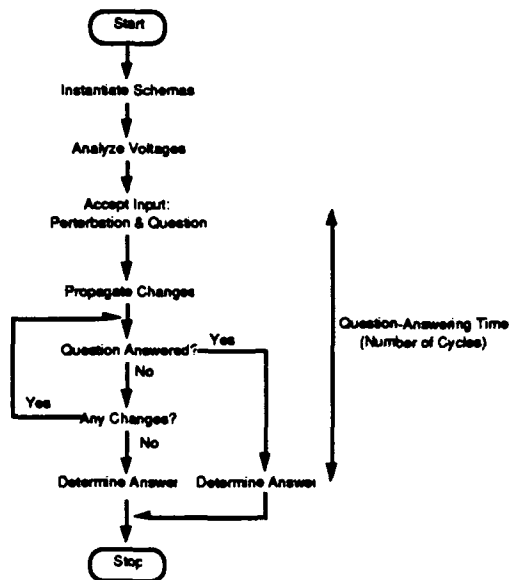 Start
Instantiate Schemas
Analyze Voltages
Accept Input:
Perterbation & Question
Propagate Changes
Question Answered?
Yes
No
Yes
Any Changes?
No
Determine Answer
Determine Answer
Stop
Question-Answering Time
(Number of Cycles)